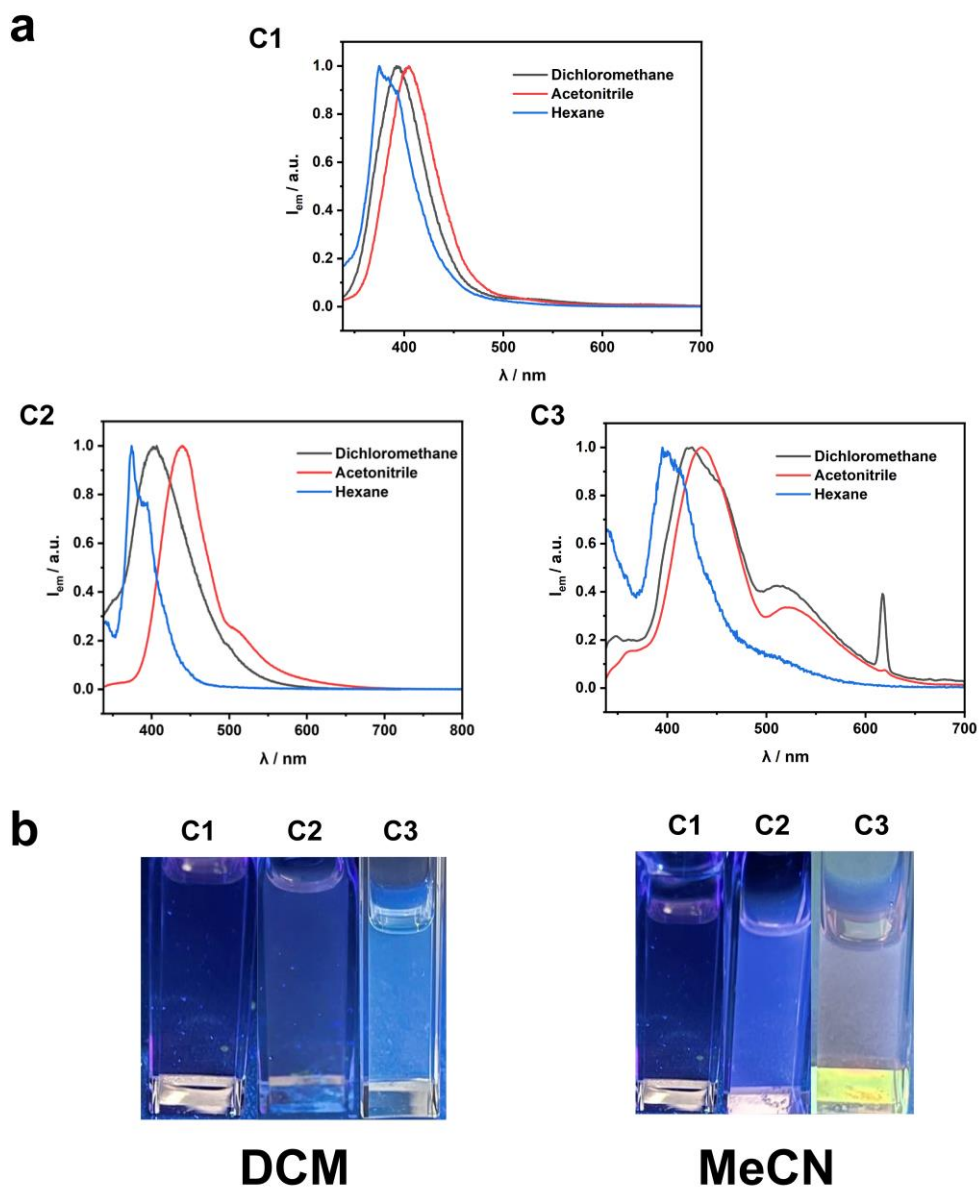 a
C1
Dichloromethane
Acetonitrile
Hexane
I_em / a.u.
1.0
0.8
0.6
0.4
0.2
0.0
400 500 600 700
λ / nm
C2
Dichloromethane
Acetonitrile
Hexane
I_em / a.u.
1.0
0.8
0.6
0.4
0.2
0.0
400 500 600 700 800
λ / nm
C3
Dichloromethane
Acetonitrile
Hexane
I_em / a.u.
1.0
0.8
0.6
0.4
0.2
0.0
400 500 600 700
λ / nm
b
C1 C2 C3
DCM
C1 C2 C3
MeCN